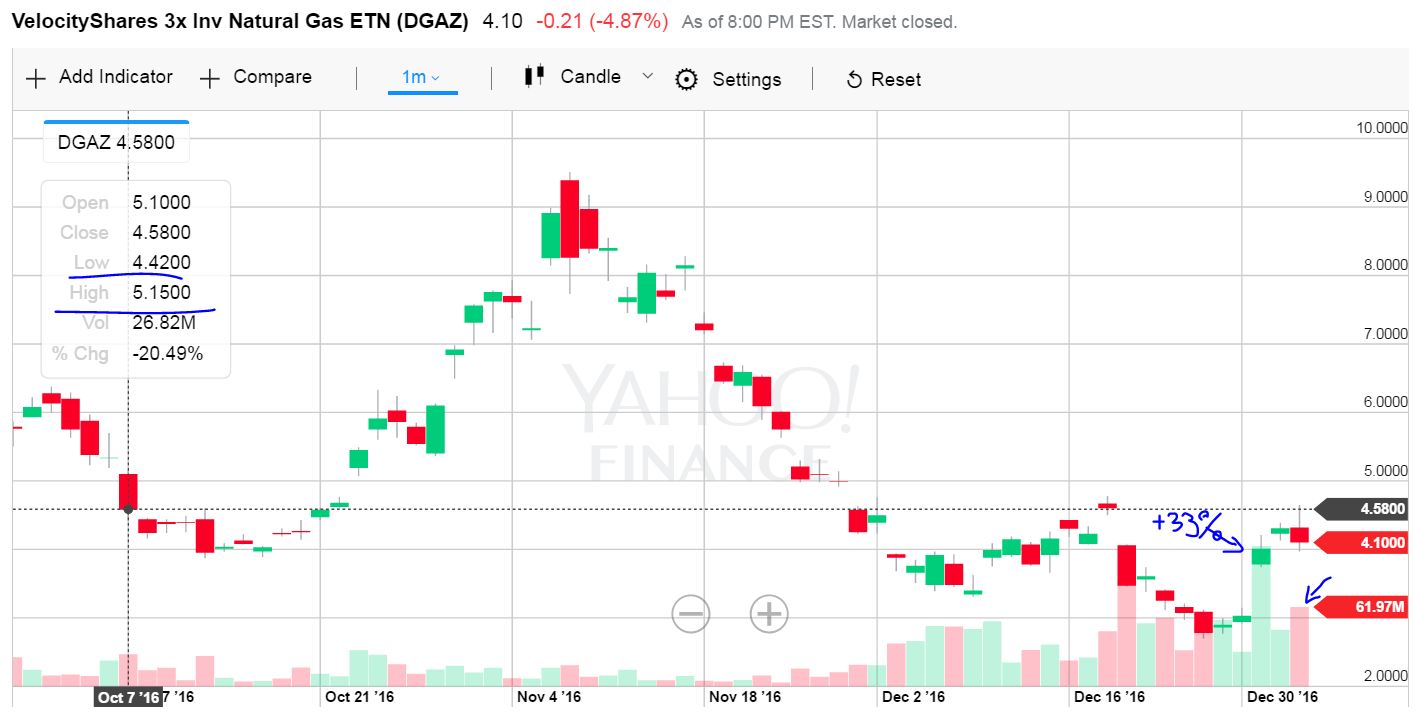 VelocityShares 3x Inv Natural Gas ETN (DGAZ) 4.10 -0.21 (-4.87%) As of 8:00 PM EST. Market closed.
Add Indicator Compare 1m Candle Settings Reset
DGAZ 4.5800
Open 5.1000
Close 4.5800
Low 4.4200
High 5.1500
Vol 26.82M
% Chg -20.49%
YAHOO!
FINANCE
+33%
10.0000
9.0000
8.0000
7.0000
6.0000
5.0000
4.5800
4.1000
61.97M
2.0000
Oct 7 '16 7 '16 Oct 21 '16 Nov 4 '16 Nov 18 '16 Dec 2 '16 Dec 16 '16 Dec 30 '16